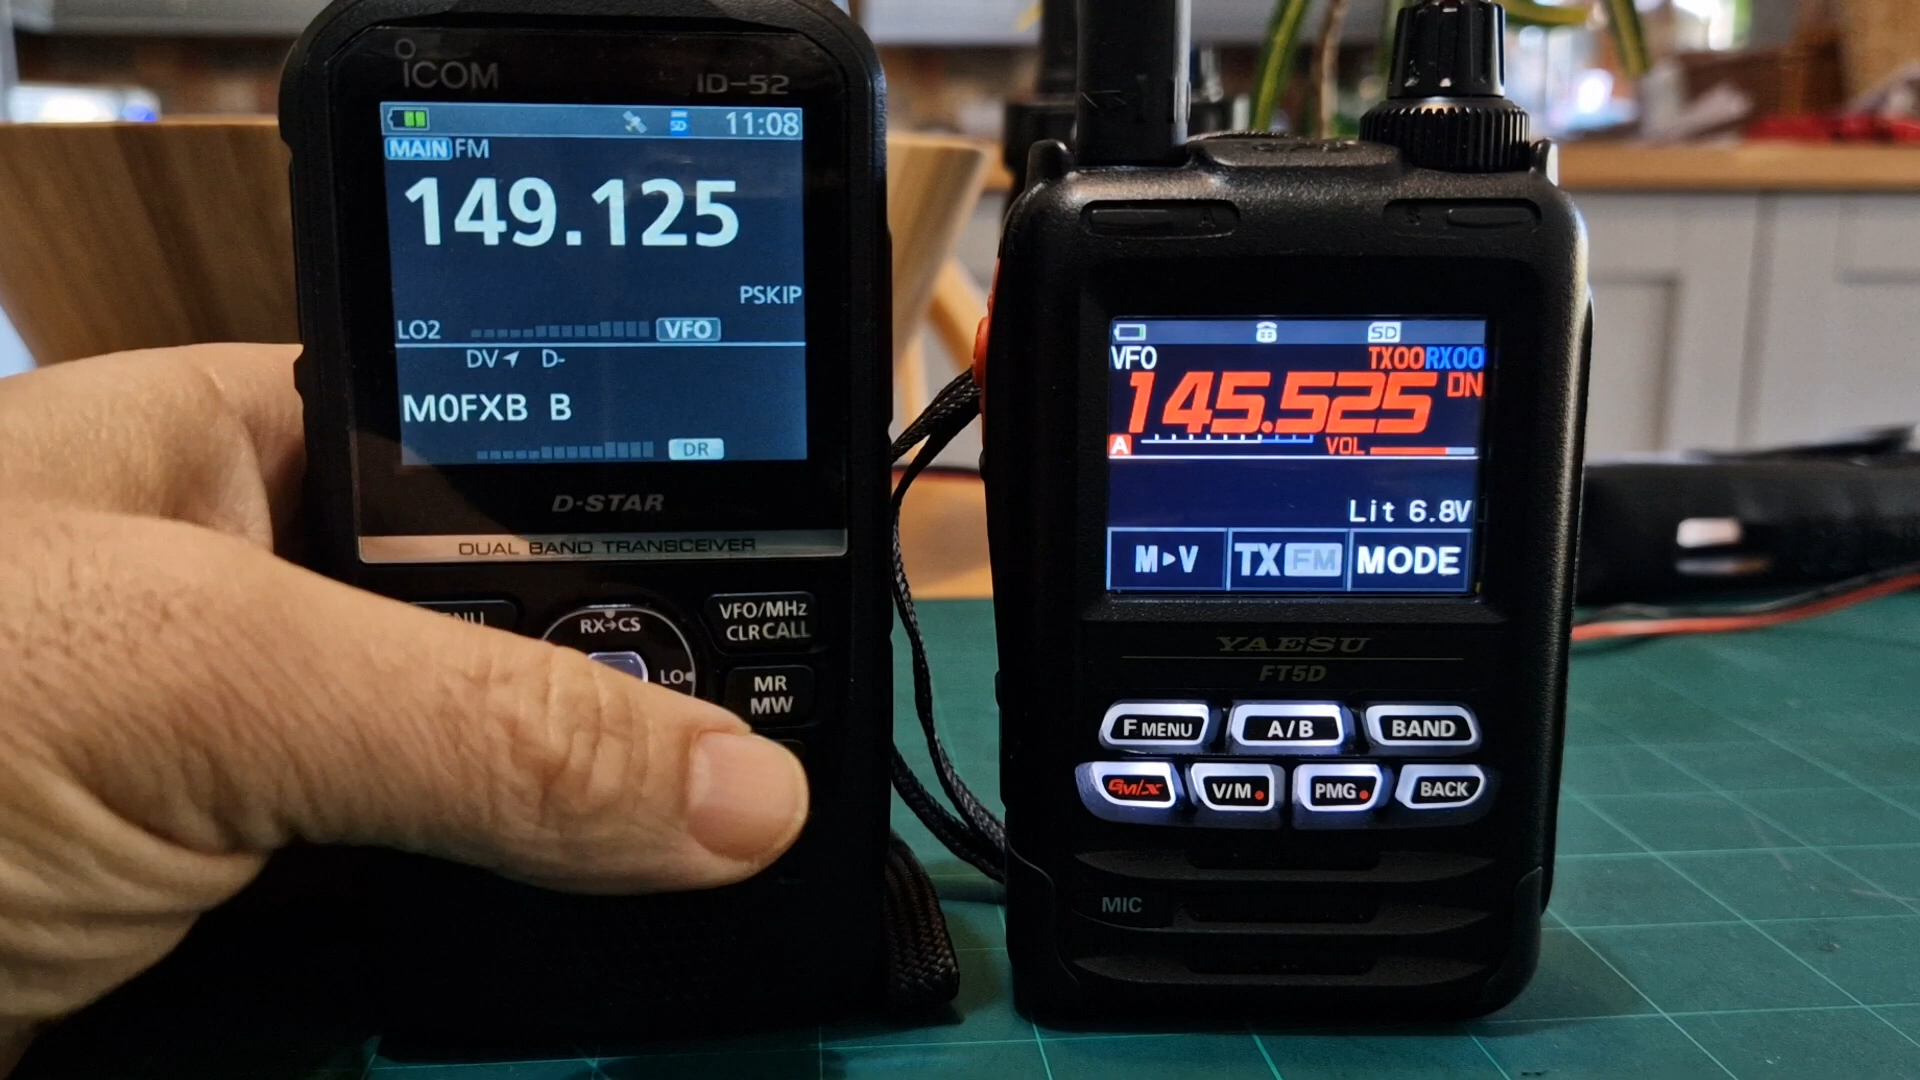 ICOM
ID-52
SD 11:08
MAIN FM
149.125
PSKIP
LO2 VFO
DV D-
M0FXB B
DR
D-STAR
DUAL BAND TRANSCEIVER
RX→CS
VFO/MHz
CLR CALL
LO
MR
MW
SD
VFO TX00RX00
145.525 DN
A VOL
Lit 6.8V
M▸V TX FM MODE
YAESU
FT5D
F MENU A/B BAND
GM/X V/M PMG BACK
MIC